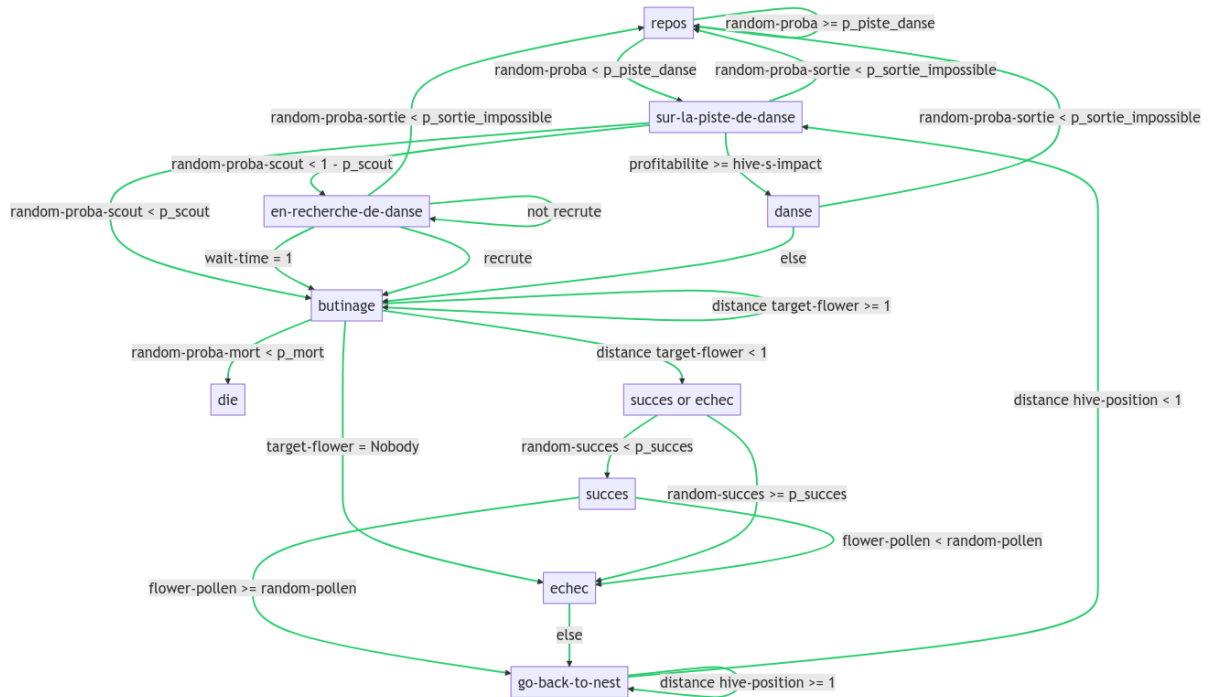 repos
random-proba >= p_piste_danse
random-proba < p_piste_danse
random-proba-sortie < p_sortie_impossible
random-proba-sortie < p_sortie_impossible
sur-la-piste-de-danse
random-proba-sortie < p_sortie_impossible
random-proba-scout < 1 - p_scout
profitabilite >= hive-s-impact
random-proba-scout < p_scout
en-recherche-de-danse
not recrute
danse
wait-time = 1
recrute
else
butinage
distance target-flower >= 1
random-proba-mort < p_mort
distance target-flower < 1
die
succes or echec
distance hive-position < 1
target-flower = Nobody
random-succes < p_succes
succes
random-succes >= p_succes
flower-pollen < random-pollen
flower-pollen >= random-pollen
echec
else
go-back-to-nest
distance hive-position >= 1